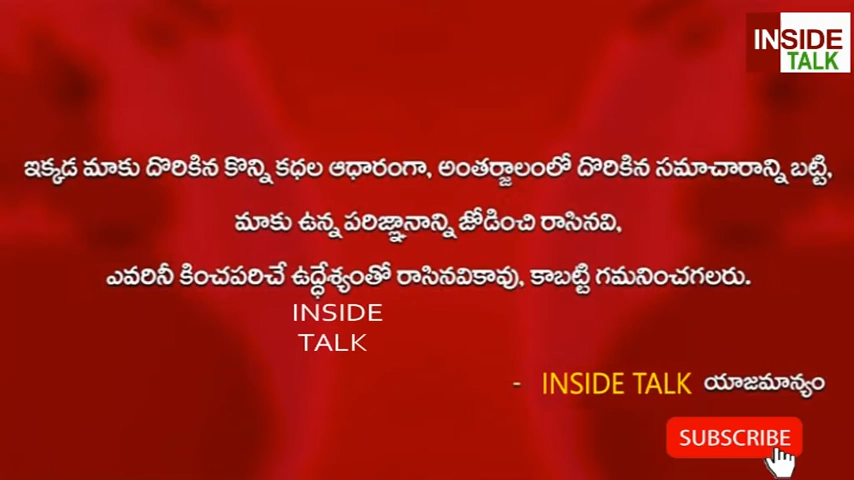 INSIDE
TALK
ఇక్కడ మాకు దొరికిన కొన్ని కధల ఆధారంగా, అంతర్జాలంలో దొరికిన సమాచారాన్ని బట్టి,
మాకు ఉన్న పరిజ్ఞానాన్ని జోడించి రాసినవి,
ఎవరినీ కించపరిచే ఉద్ధేశ్యంతో రాసినవికావు, కాబట్టి గమనించగలరు.
INSIDE
TALK
- INSIDE TALK యాజమాన్యం
SUBSCRIBE